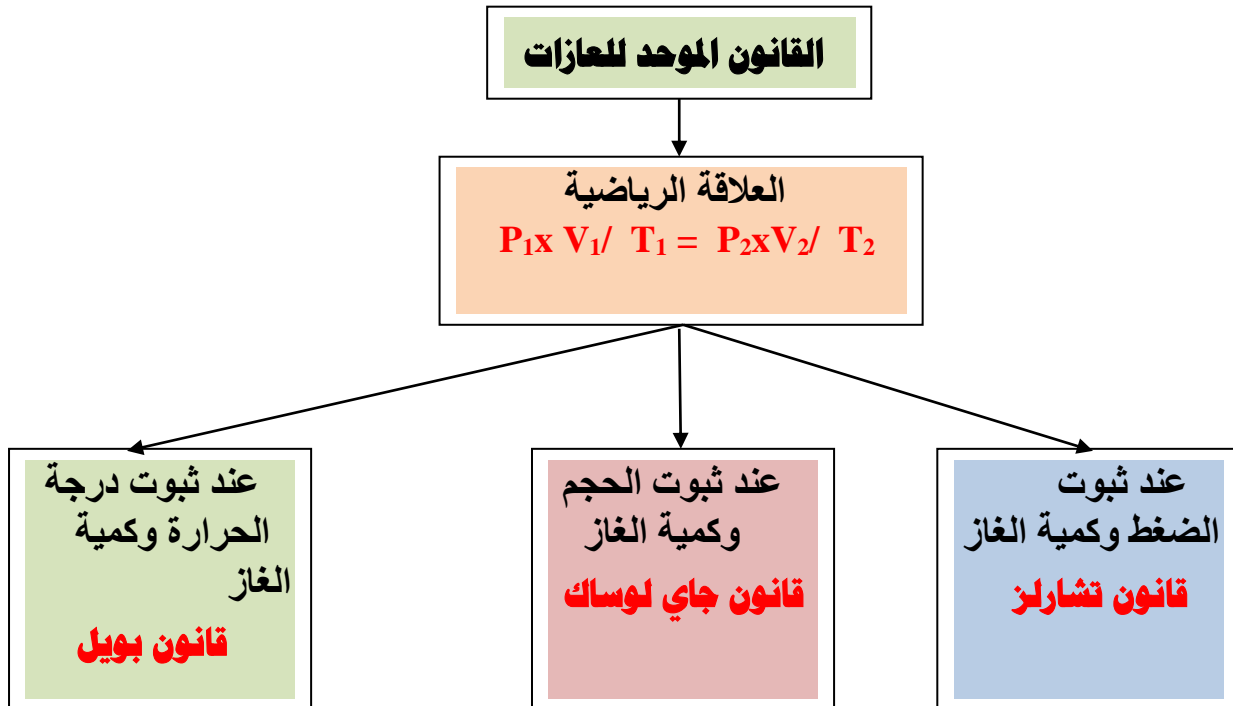 القانون الموحد للعازات
العلاقة الرياضية
P₁x V₁/ T₁ = P₂xV₂/ T₂
عند ثبوت
الضغط وكمية الغاز
قانون تشارلز
عند ثبوت الحجم
وكمية الغاز
قانون جاي لوساك
عند ثبوت درجة
الحرارة وكمية
الغاز
قانون بويل